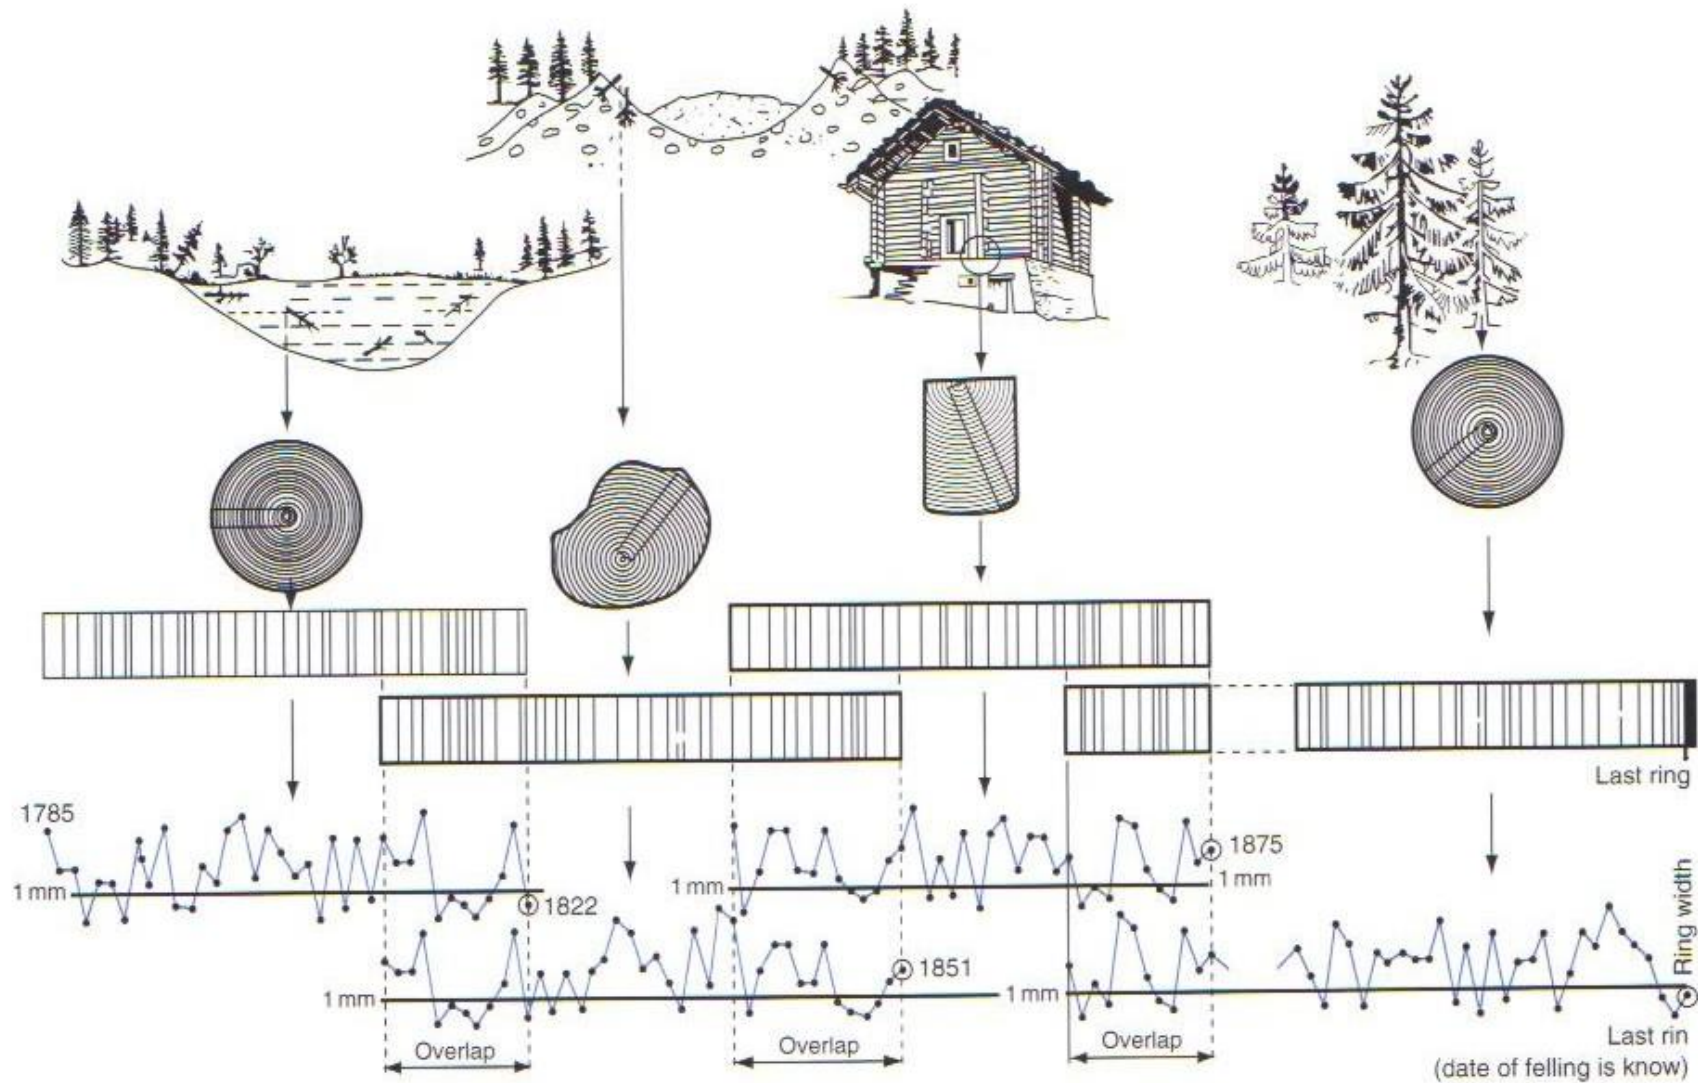 Last ring
1785
1 mm
1822
1 mm
1875
1 mm
1 mm
1851
1 mm
Ring width
Overlap
Overlap
Overlap
Last rin
(date of felling is know)